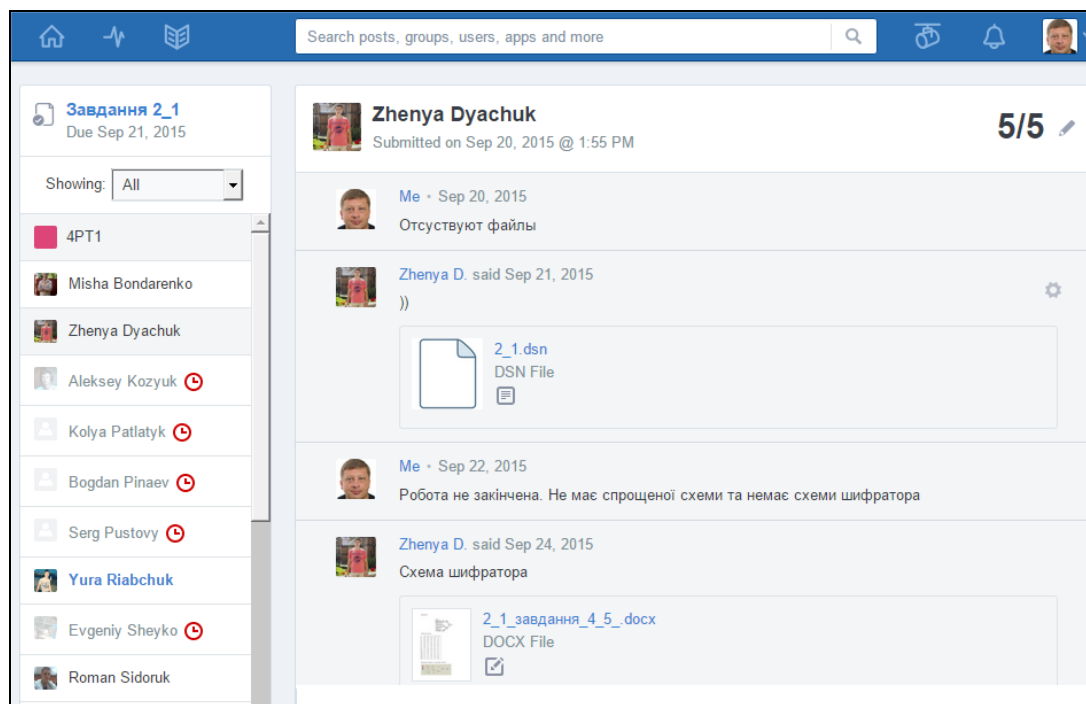 Search posts, groups, users, apps and more
Завдання 2_1
Due Sep 21, 2015
Showing: All
4PT1
Misha Bondarenko
Zhenya Dyachuk
Aleksey Kozyuk
Kolya Patlatyk
Bogdan Pinaev
Serg Pustovy
Yura Riabchuk
Evgeniy Sheyko
Roman Sidoruk
Zhenya Dyachuk
Submitted on Sep 20, 2015 @ 1:55 PM
5/5
Me • Sep 20, 2015
Отсуствуют файлы
Zhenya D. said Sep 21, 2015
))
2_1.dsn
DSN File
Me • Sep 22, 2015
Робота не закінчена. Не має спрощеної схеми та немає схеми шифратора
Zhenya D. said Sep 24, 2015
Схема шифратора
2_1_завдання_4_5_.docx
DOCX File